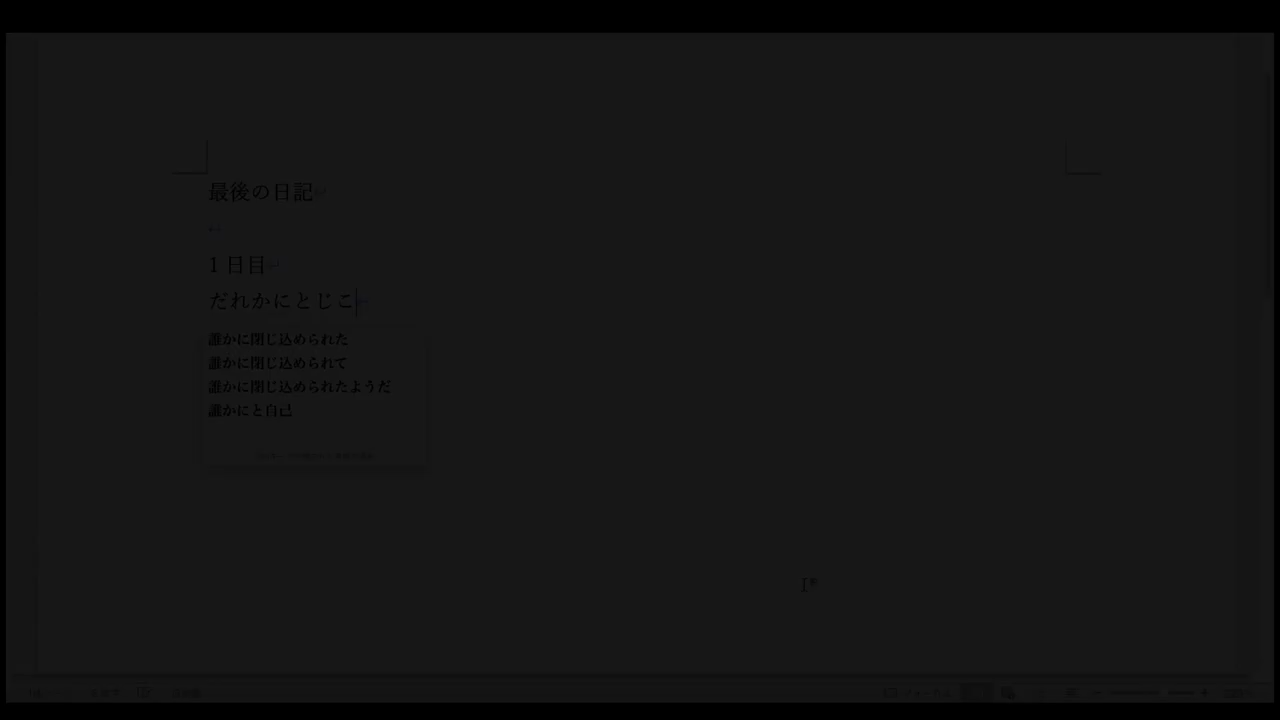 最後の日記
1日目
だれかにとじこ
誰かに閉じ込められた
誰かに閉じ込められて
誰かに閉じ込められたようだ
誰かにと自己